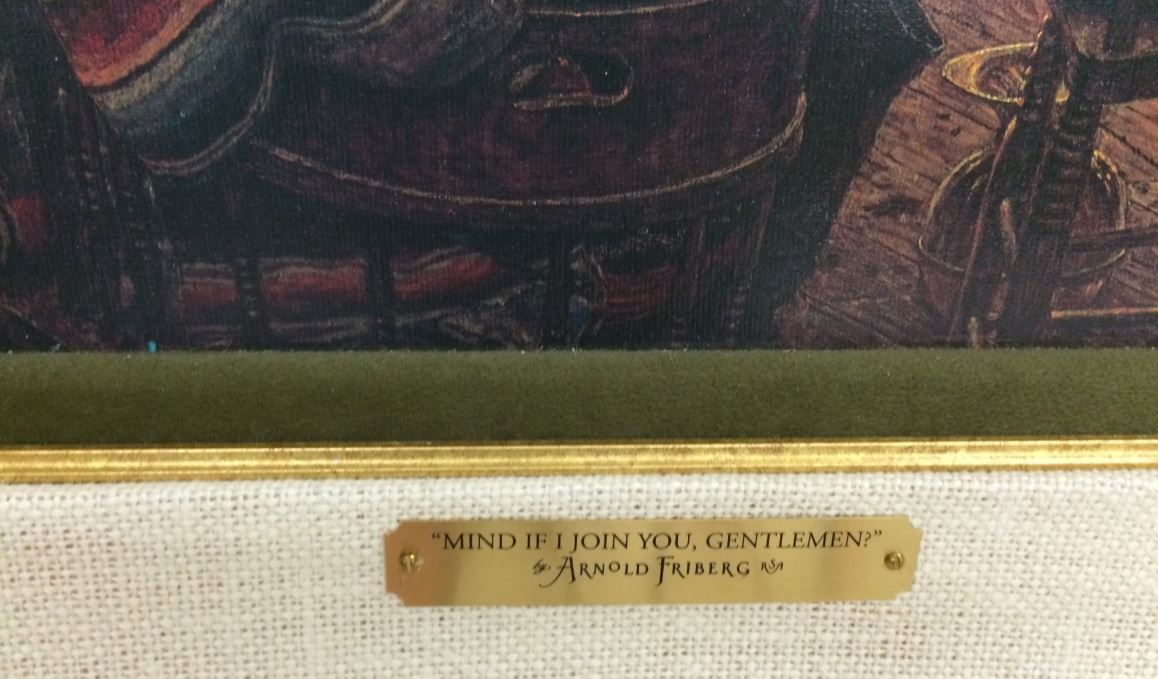 “MIND IF I JOIN YOU, GENTLEMEN?”
by ARNOLD FRIBERG RSA